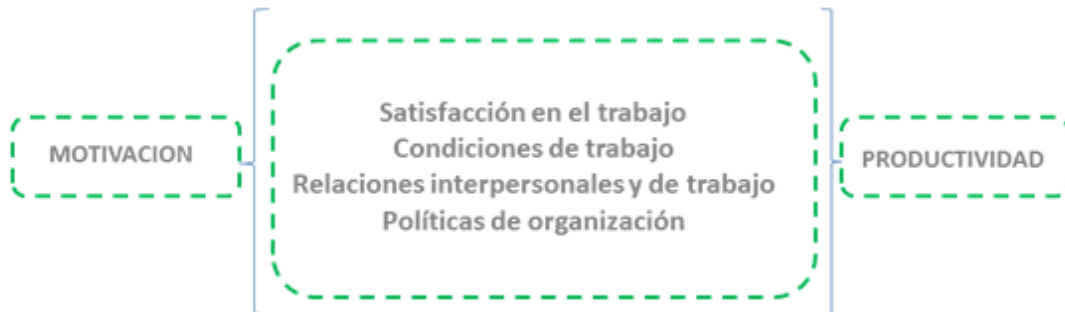 MOTIVACION
Satisfacción en el trabajo
Condiciones de trabajo
Relaciones interpersonales y de trabajo
Políticas de organización
PRODUCTIVIDAD